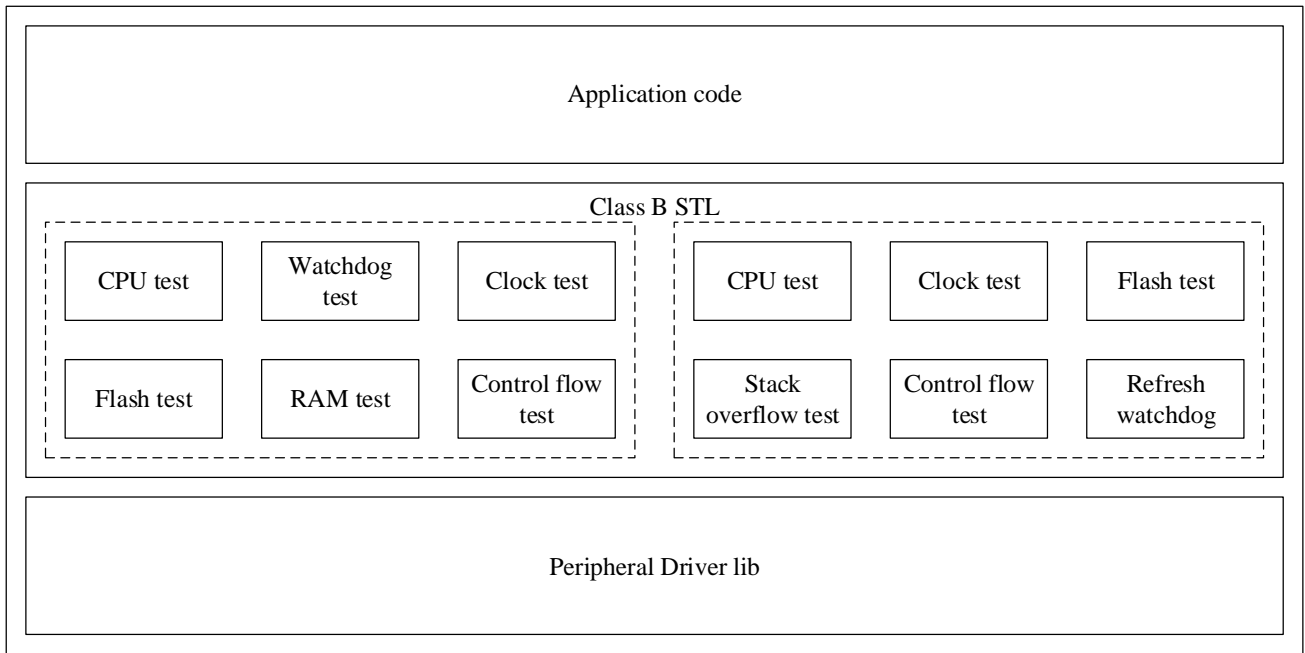 Application code
Class B STL
CPU test
Watchdog
test
Clock test
Flash test
RAM test
Control flow
test
CPU test
Clock test
Flash test
Stack
overflow test
Control flow
test
Refresh
watchdog
Peripheral Driver lib